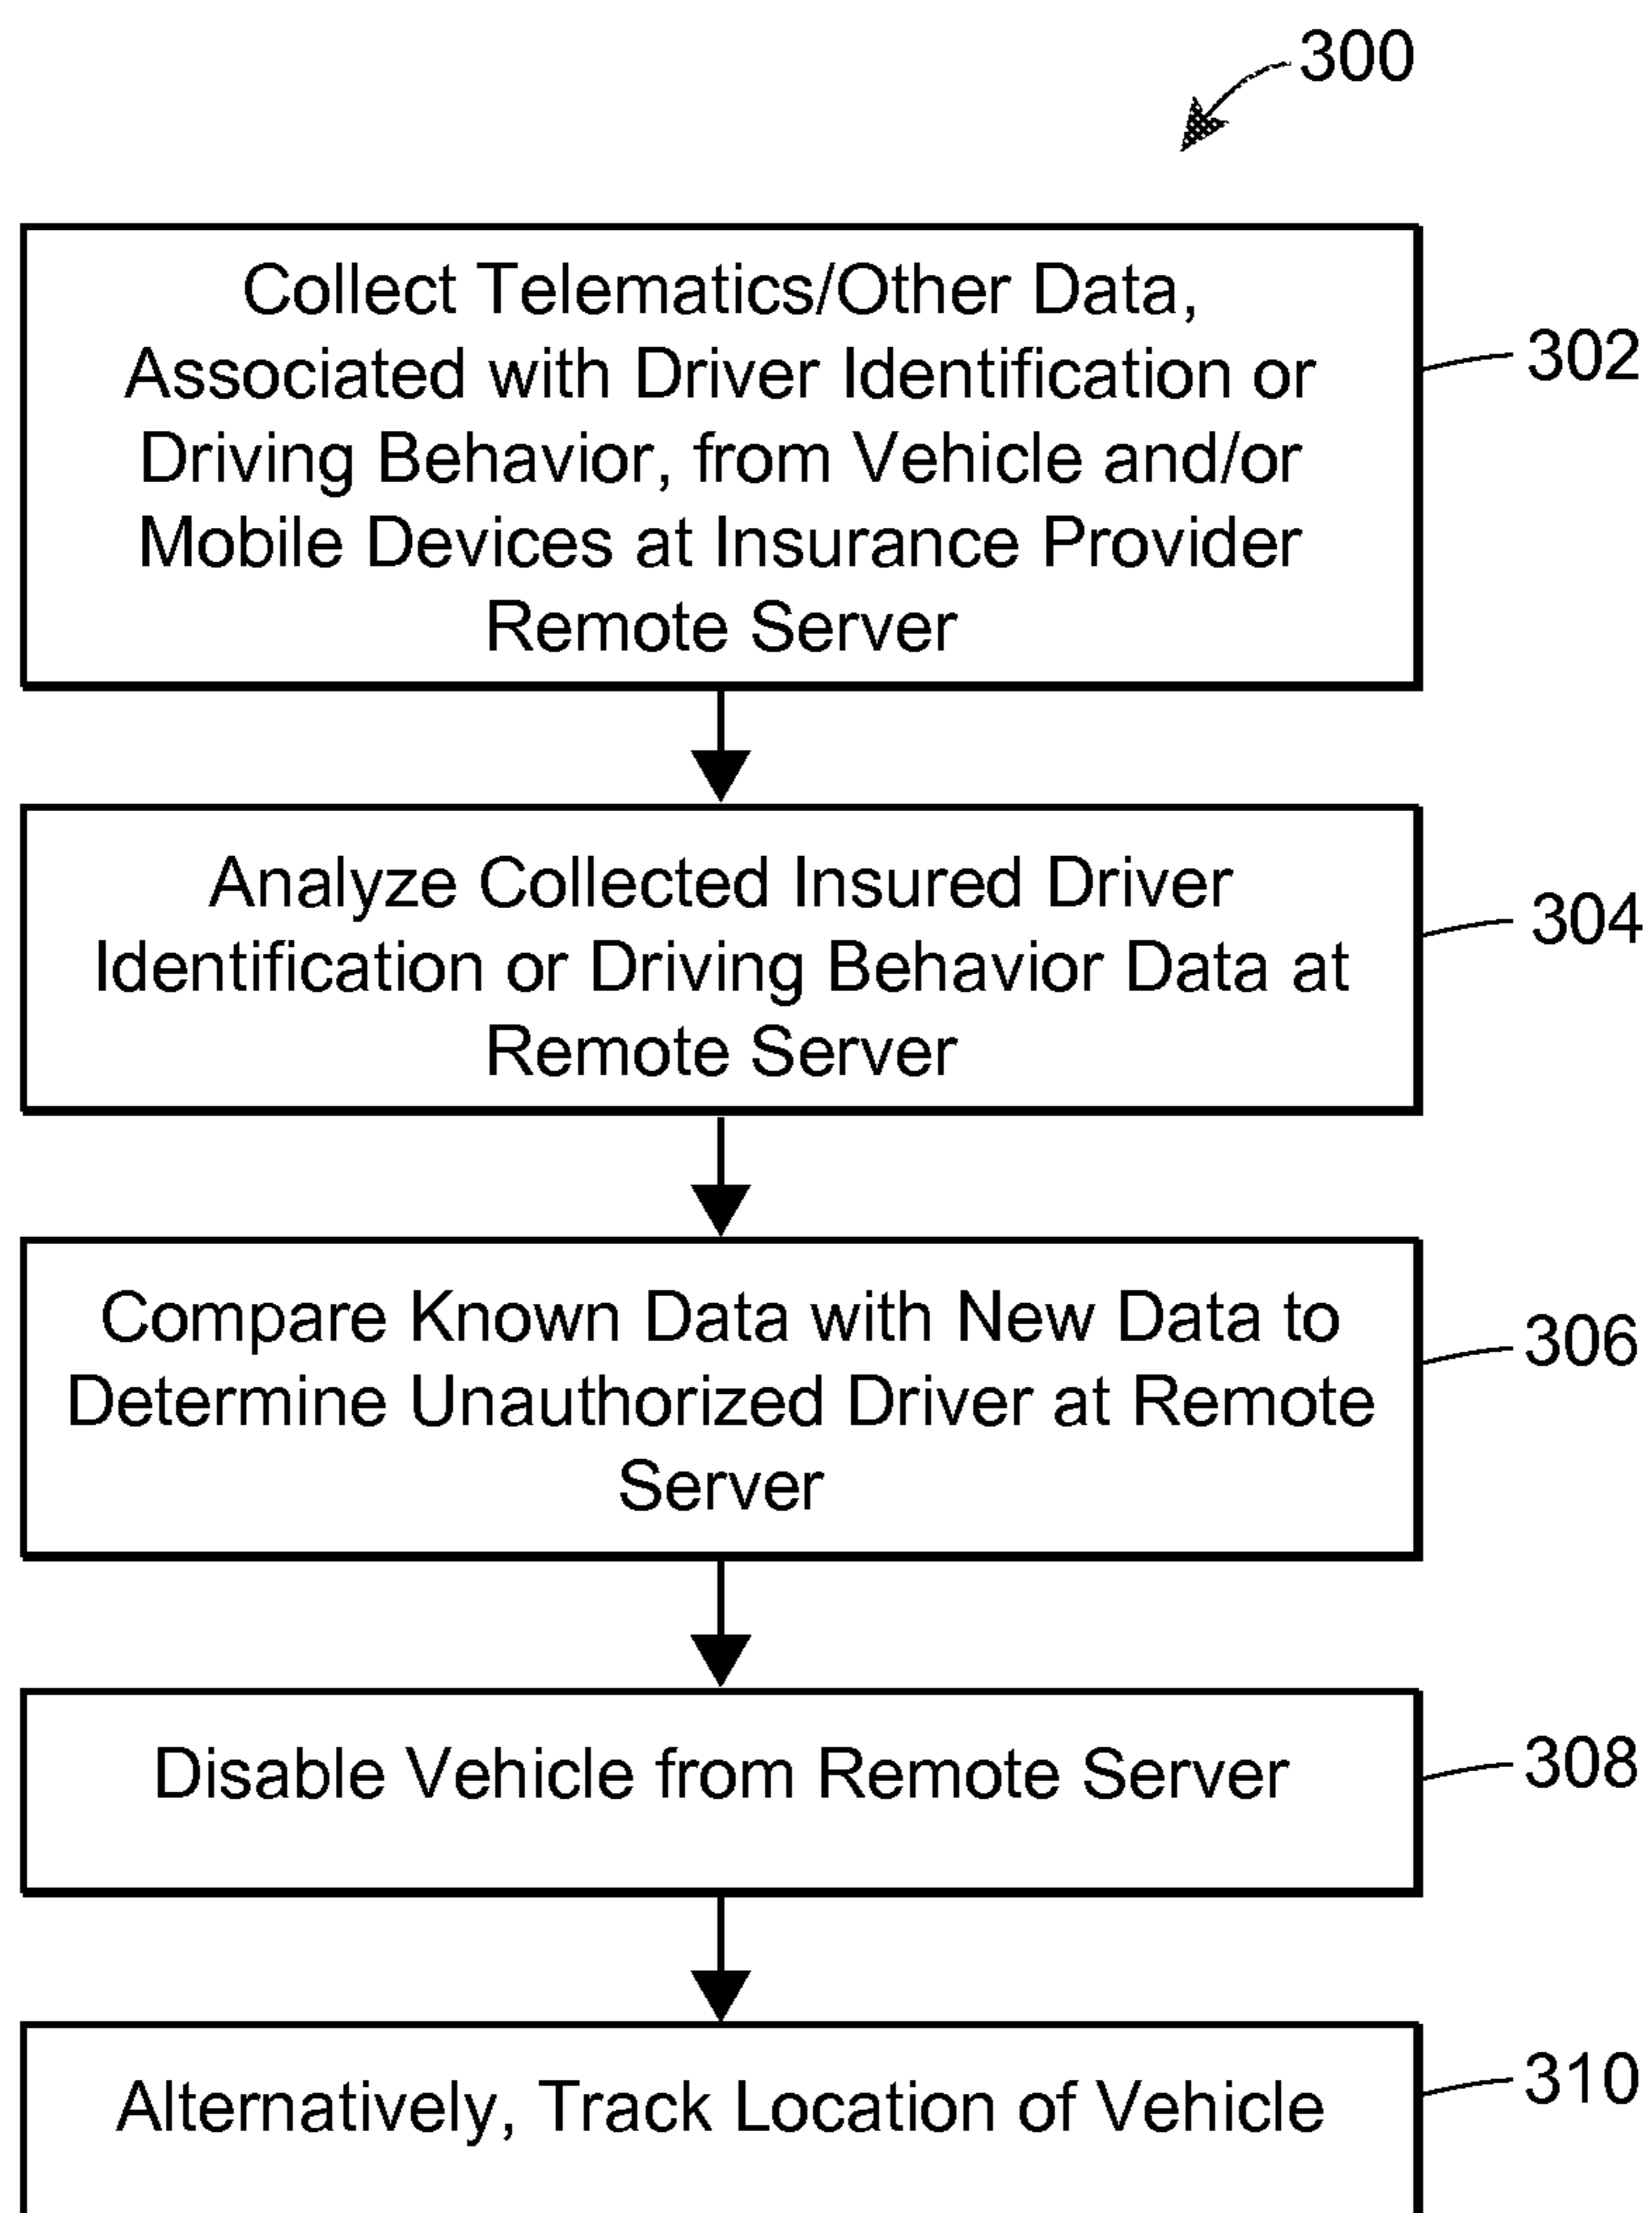 300
Collect Telematics/Other Data,
Associated with Driver Identification or
Driving Behavior, from Vehicle and/or
Mobile Devices at Insurance Provider
Remote Server
302
Analyze Collected Insured Driver
Identification or Driving Behavior Data at
Remote Server
304
Compare Known Data with New Data to
Determine Unauthorized Driver at Remote
Server
306
Disable Vehicle from Remote Server
308
Alternatively, Track Location of Vehicle
310